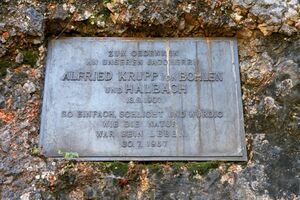 ZUM GEDENKEN
AN UNSEREN JAGDHERRN
ALFRIED KRUPP VON BOHLEN
UND HALBACH
13.8.1907
SO EINFACH, SCHLICHT UND WÜRDIG
WIE DIE NATUR
WAR SEIN LEBEN
30.7.1967